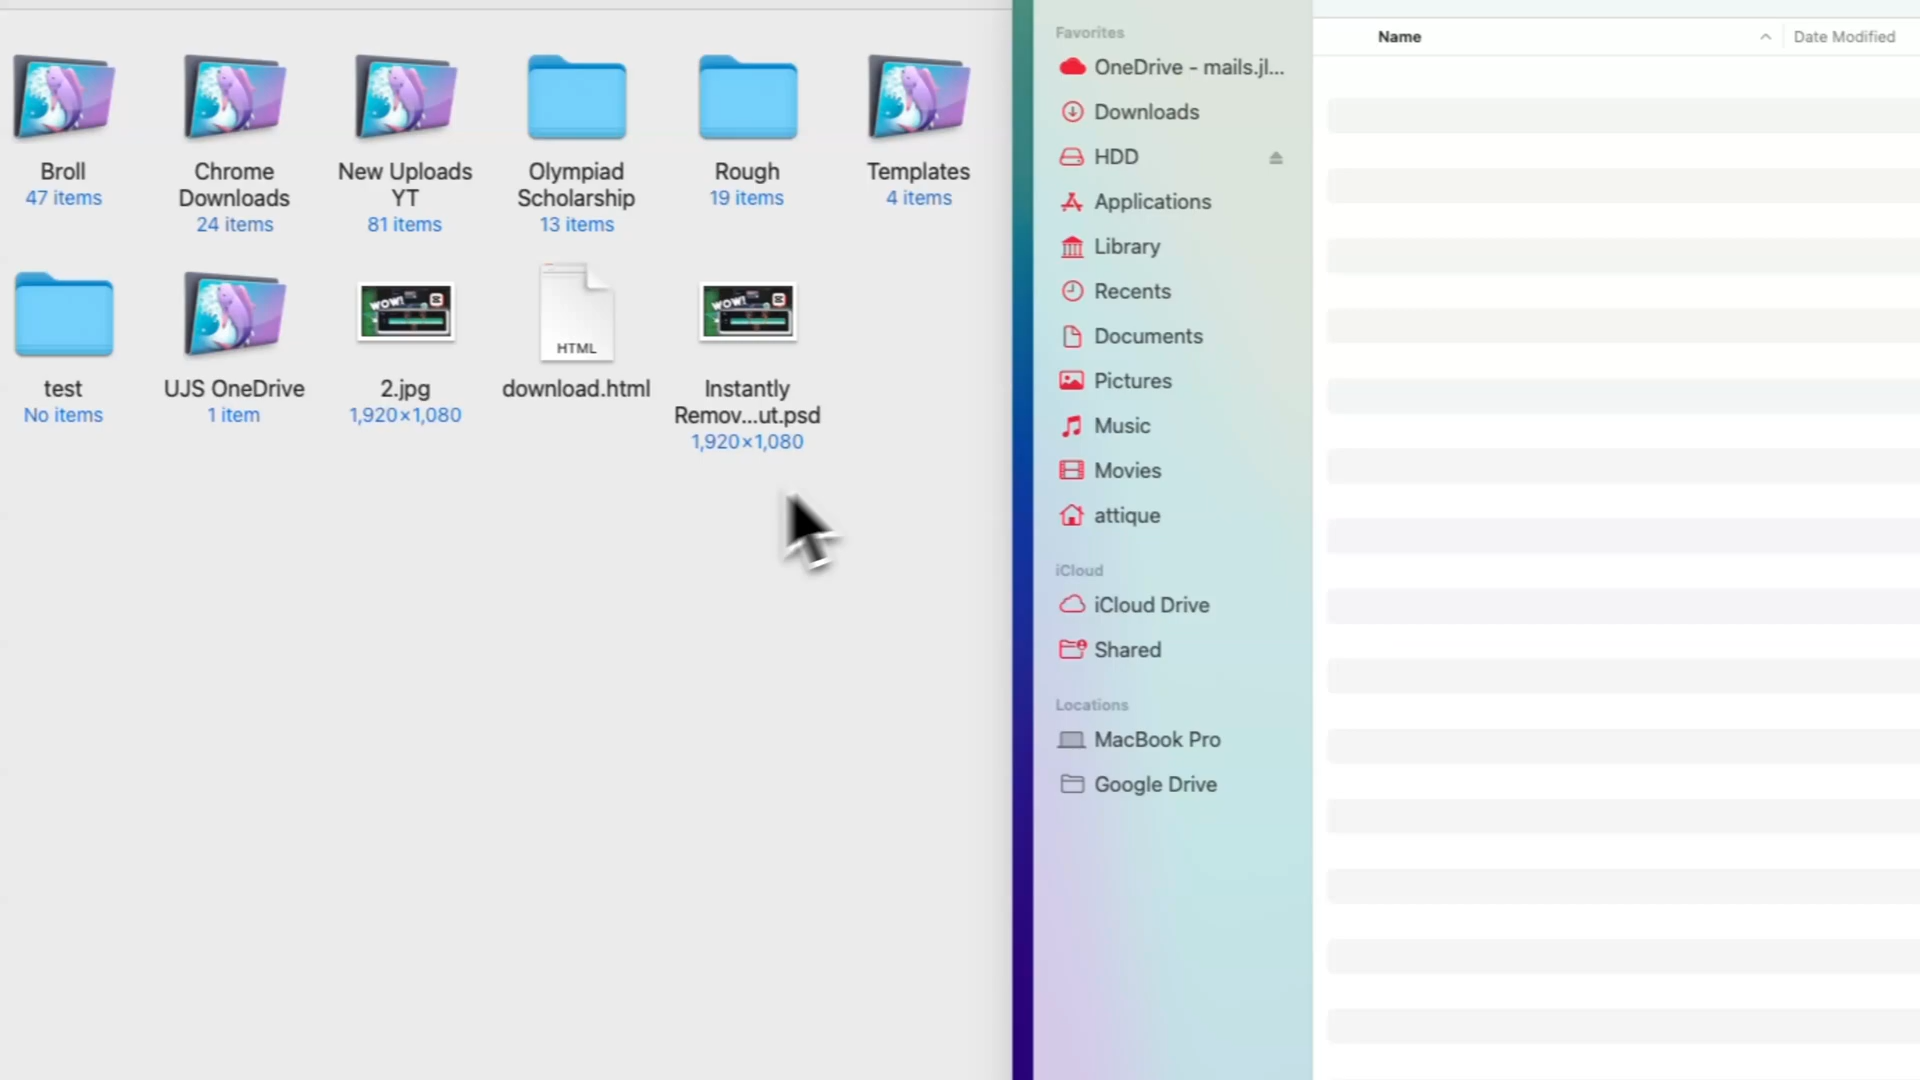 Broll
47 items
Chrome
Downloads
24 items
New Uploads
YT
81 items
Olympiad
Scholarship
13 items
Rough
19 items
Templates
4 items
test
No items
UJS OneDrive
1 item
WOW!
2.jpg
1,920×1,080
HTML
download.html
WOW!
Instantly
Remov...ut.psd
1,920×1,080
Favorites
OneDrive - mails.jl...
Downloads
HDD
Applications
Library
Recents
Documents
Pictures
Music
Movies
attique
iCloud
iCloud Drive
Shared
Locations
MacBook Pro
Google Drive
Name
Date Modified